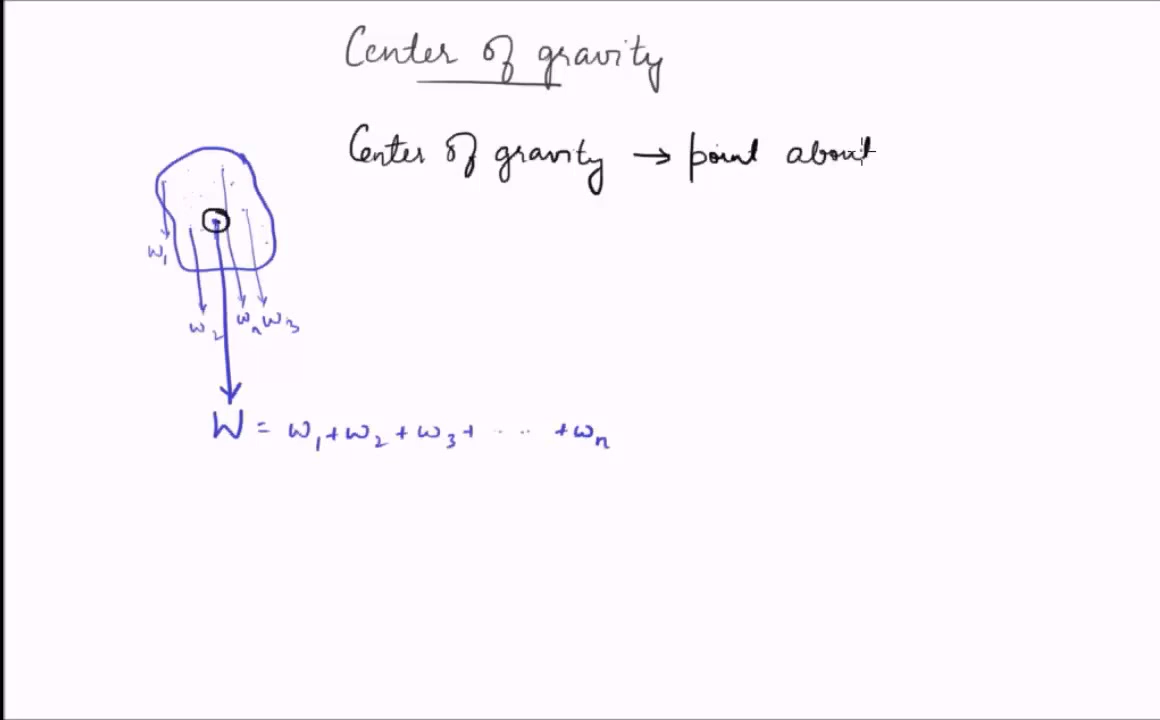 Center of gravity
Center of gravity → point about
w1
w2 wn w3
W = w1 + w2 + w3 + .... + wn